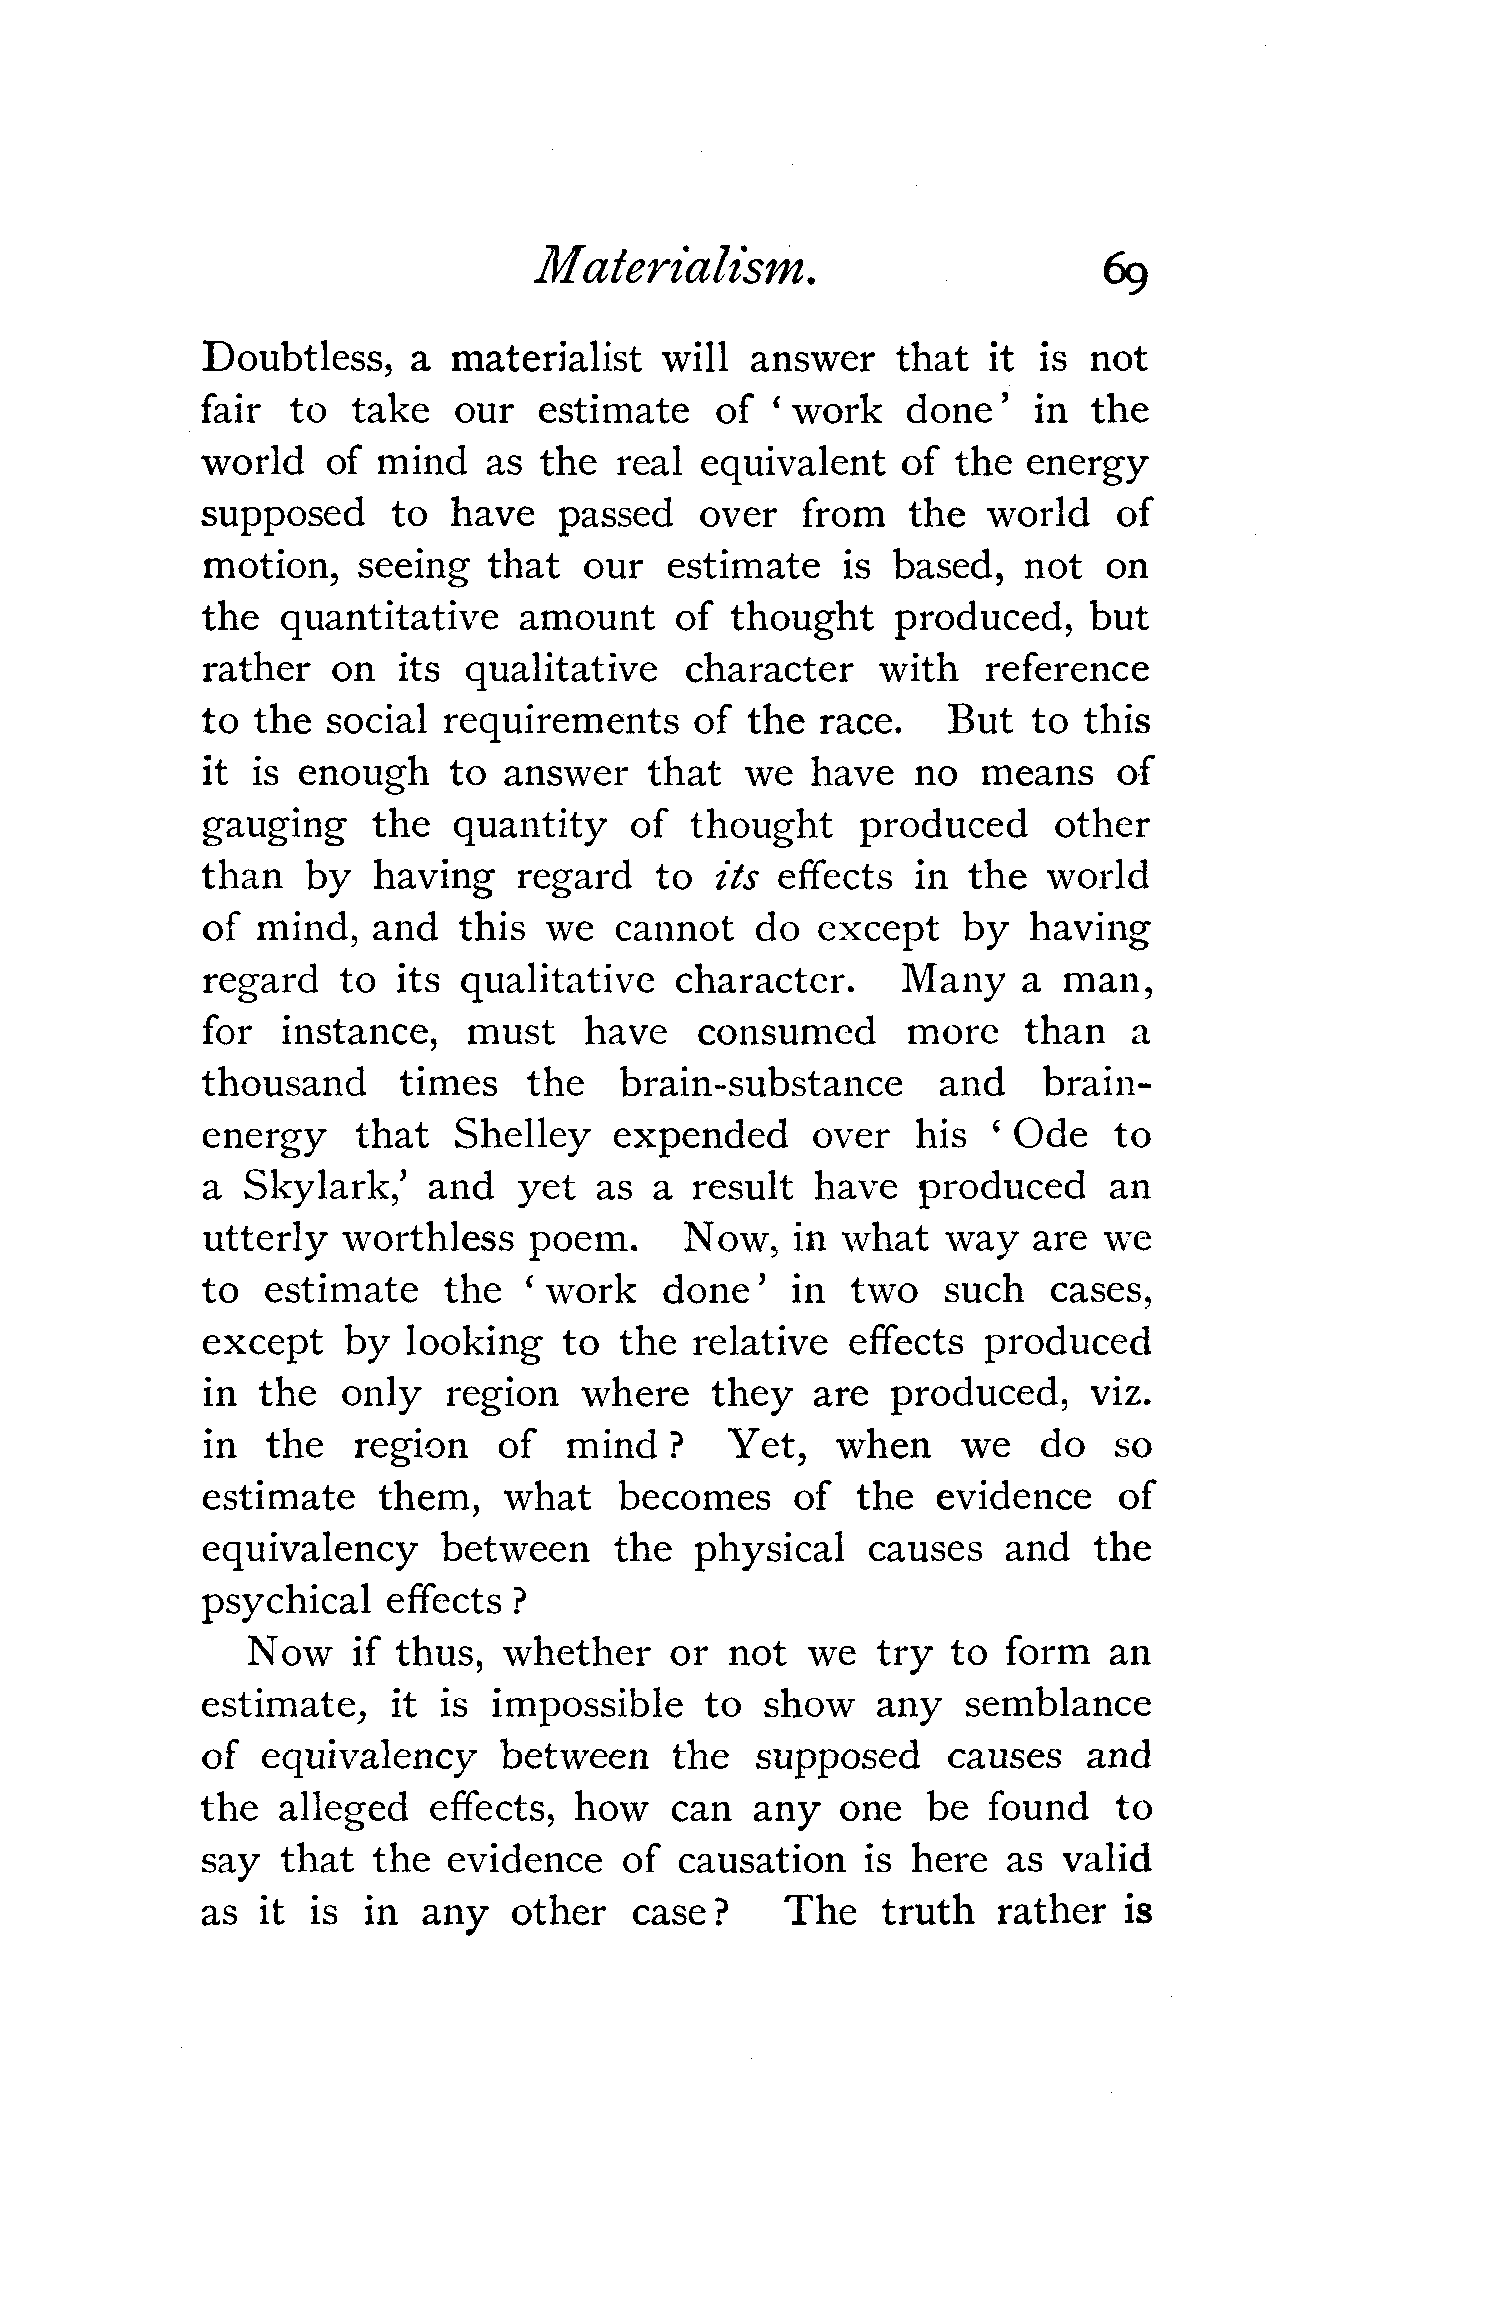 Materialism. 69
Doubtless, a materialist will answer that it is not
fair to take our estimate of ‘work done’ in the
world of mind as the real equivalent of the energy
supposed to have passed over from the world of
motion, seeing that our estimate is based, not on
the quantitative amount of thought produced, but
rather on its qualitative character with reference
to the social requirements of the race. But to this
it is enough to answer that we have no means of
gauging the quantity of thought produced other
than by having regard to its effects in the world
of mind, and this we cannot do except by having
regard to its qualitative character. Many a man,
for instance, must have consumed more than a
thousand times the brain-substance and brain-
energy that Shelley expended over his ‘Ode to
a Skylark,’ and yet as a result have produced an
utterly worthless poem. Now, in what way are we
to estimate the ‘work done’ in two such cases,
except by looking to the relative effects produced
in the only region where they are produced, viz.
in the region of mind? Yet, when we do so
estimate them, what becomes of the evidence of
equivalency between the physical causes and the
psychical effects?
Now if thus, whether or not we try to form an
estimate, it is impossible to show any semblance
of equivalency between the supposed causes and
the alleged effects, how can any one be found to
say that the evidence of causation is here as valid
as it is in any other case? The truth rather is